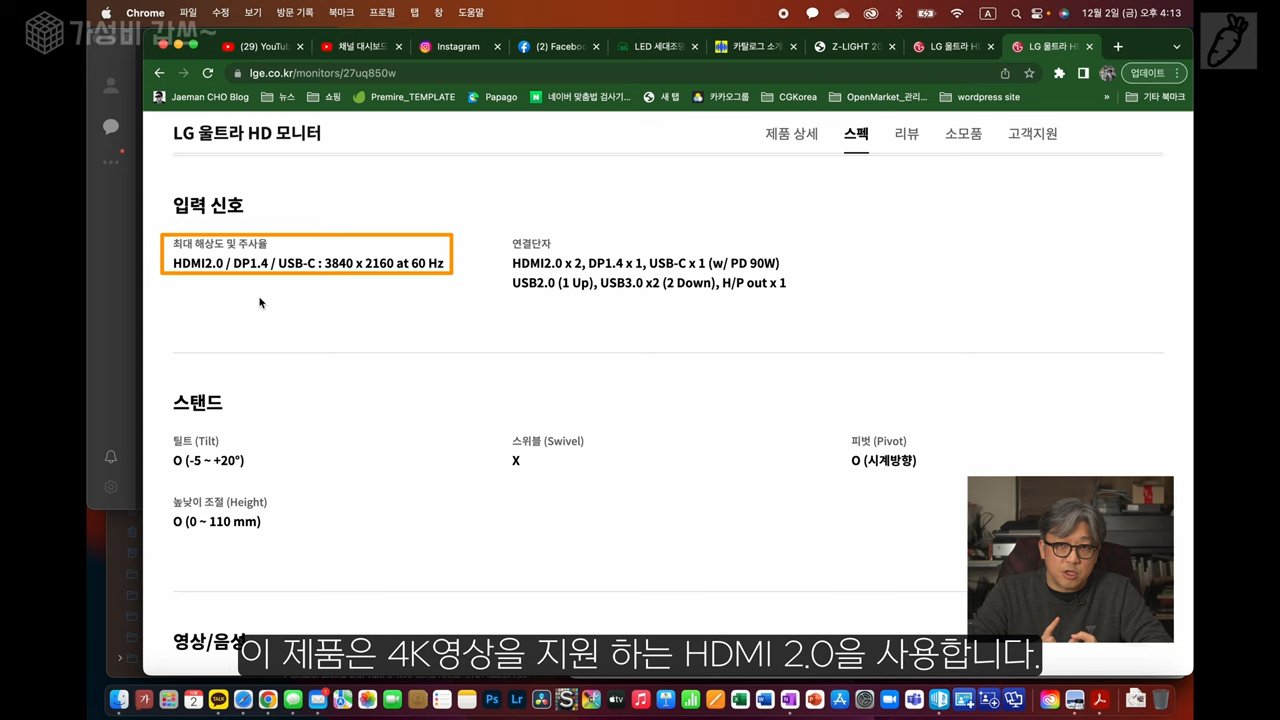 가성비 갑쓰~
Chrome 파일 수정 보기 방문 기록 북마크 프로필 탭 창 도움말
A 12월 2일 (금) 오후 4:13
(29) YouTu
채널 대시보드
Instagram
(2) Faceboo
LED 세대조명
카탈로그 소개
Z-LIGHT 20
LG 울트라 HD
LG 울트라 HD
lge.co.kr/monitors/27uq850w
업데이트
Jaeman CHO Blog
뉴스
쇼핑
Premire_TEMPLATE
Papago
네이버 맞춤법 검사기...
새 탭
카카오그룹
CGKorea
OpenMarket_관리...
wordpress site
»
기타 북마크
LG 울트라 HD 모니터
제품 상세 스펙 리뷰 소모품 고객지원
입력 신호
최대 해상도 및 주사율
HDMI2.0 / DP1.4 / USB-C : 3840 x 2160 at 60 Hz
연결단자
HDMI2.0 x 2, DP1.4 x 1, USB-C x 1 (w/ PD 90W)
USB2.0 (1 Up), USB3.0 x2 (2 Down), H/P out x 1
스탠드
틸트 (Tilt)
O (-5 ~ +20º)
스위블 (Swivel)
X
피벗 (Pivot)
O (시계방향)
높낮이 조절 (Height)
O (0 ~ 110 mm)
영상/음성
이 제품은 4K영상을 지원 하는 HDMI 2.0을 사용합니다.